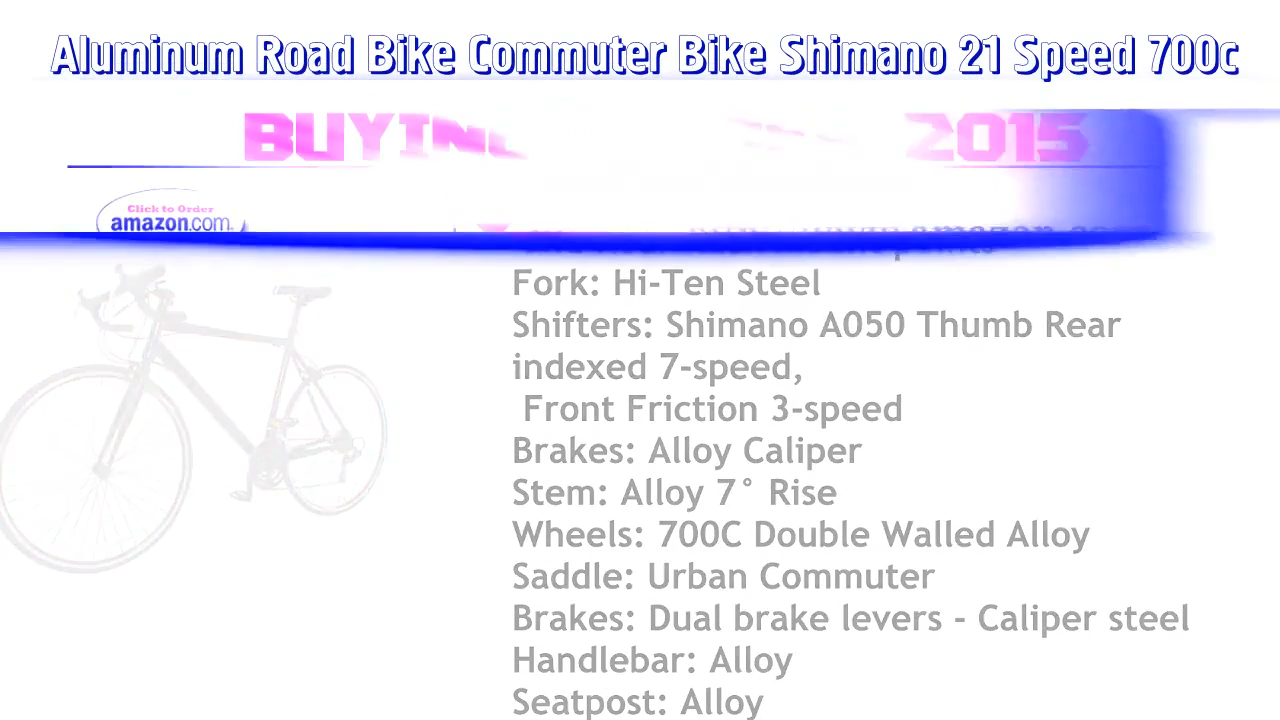 Aluminum Road Bike Commuter Bike Shimano 21 Speed 700c
2015
Click to Order
amazon.com
Fork: Hi-Ten Steel
Shifters: Shimano A050 Thumb Rear
indexed 7-speed,
Front Friction 3-speed
Brakes: Alloy Caliper
Stem: Alloy 7° Rise
Wheels: 700C Double Walled Alloy
Saddle: Urban Commuter
Brakes: Dual brake levers - Caliper steel
Handlebar: Alloy
Seatpost: Alloy